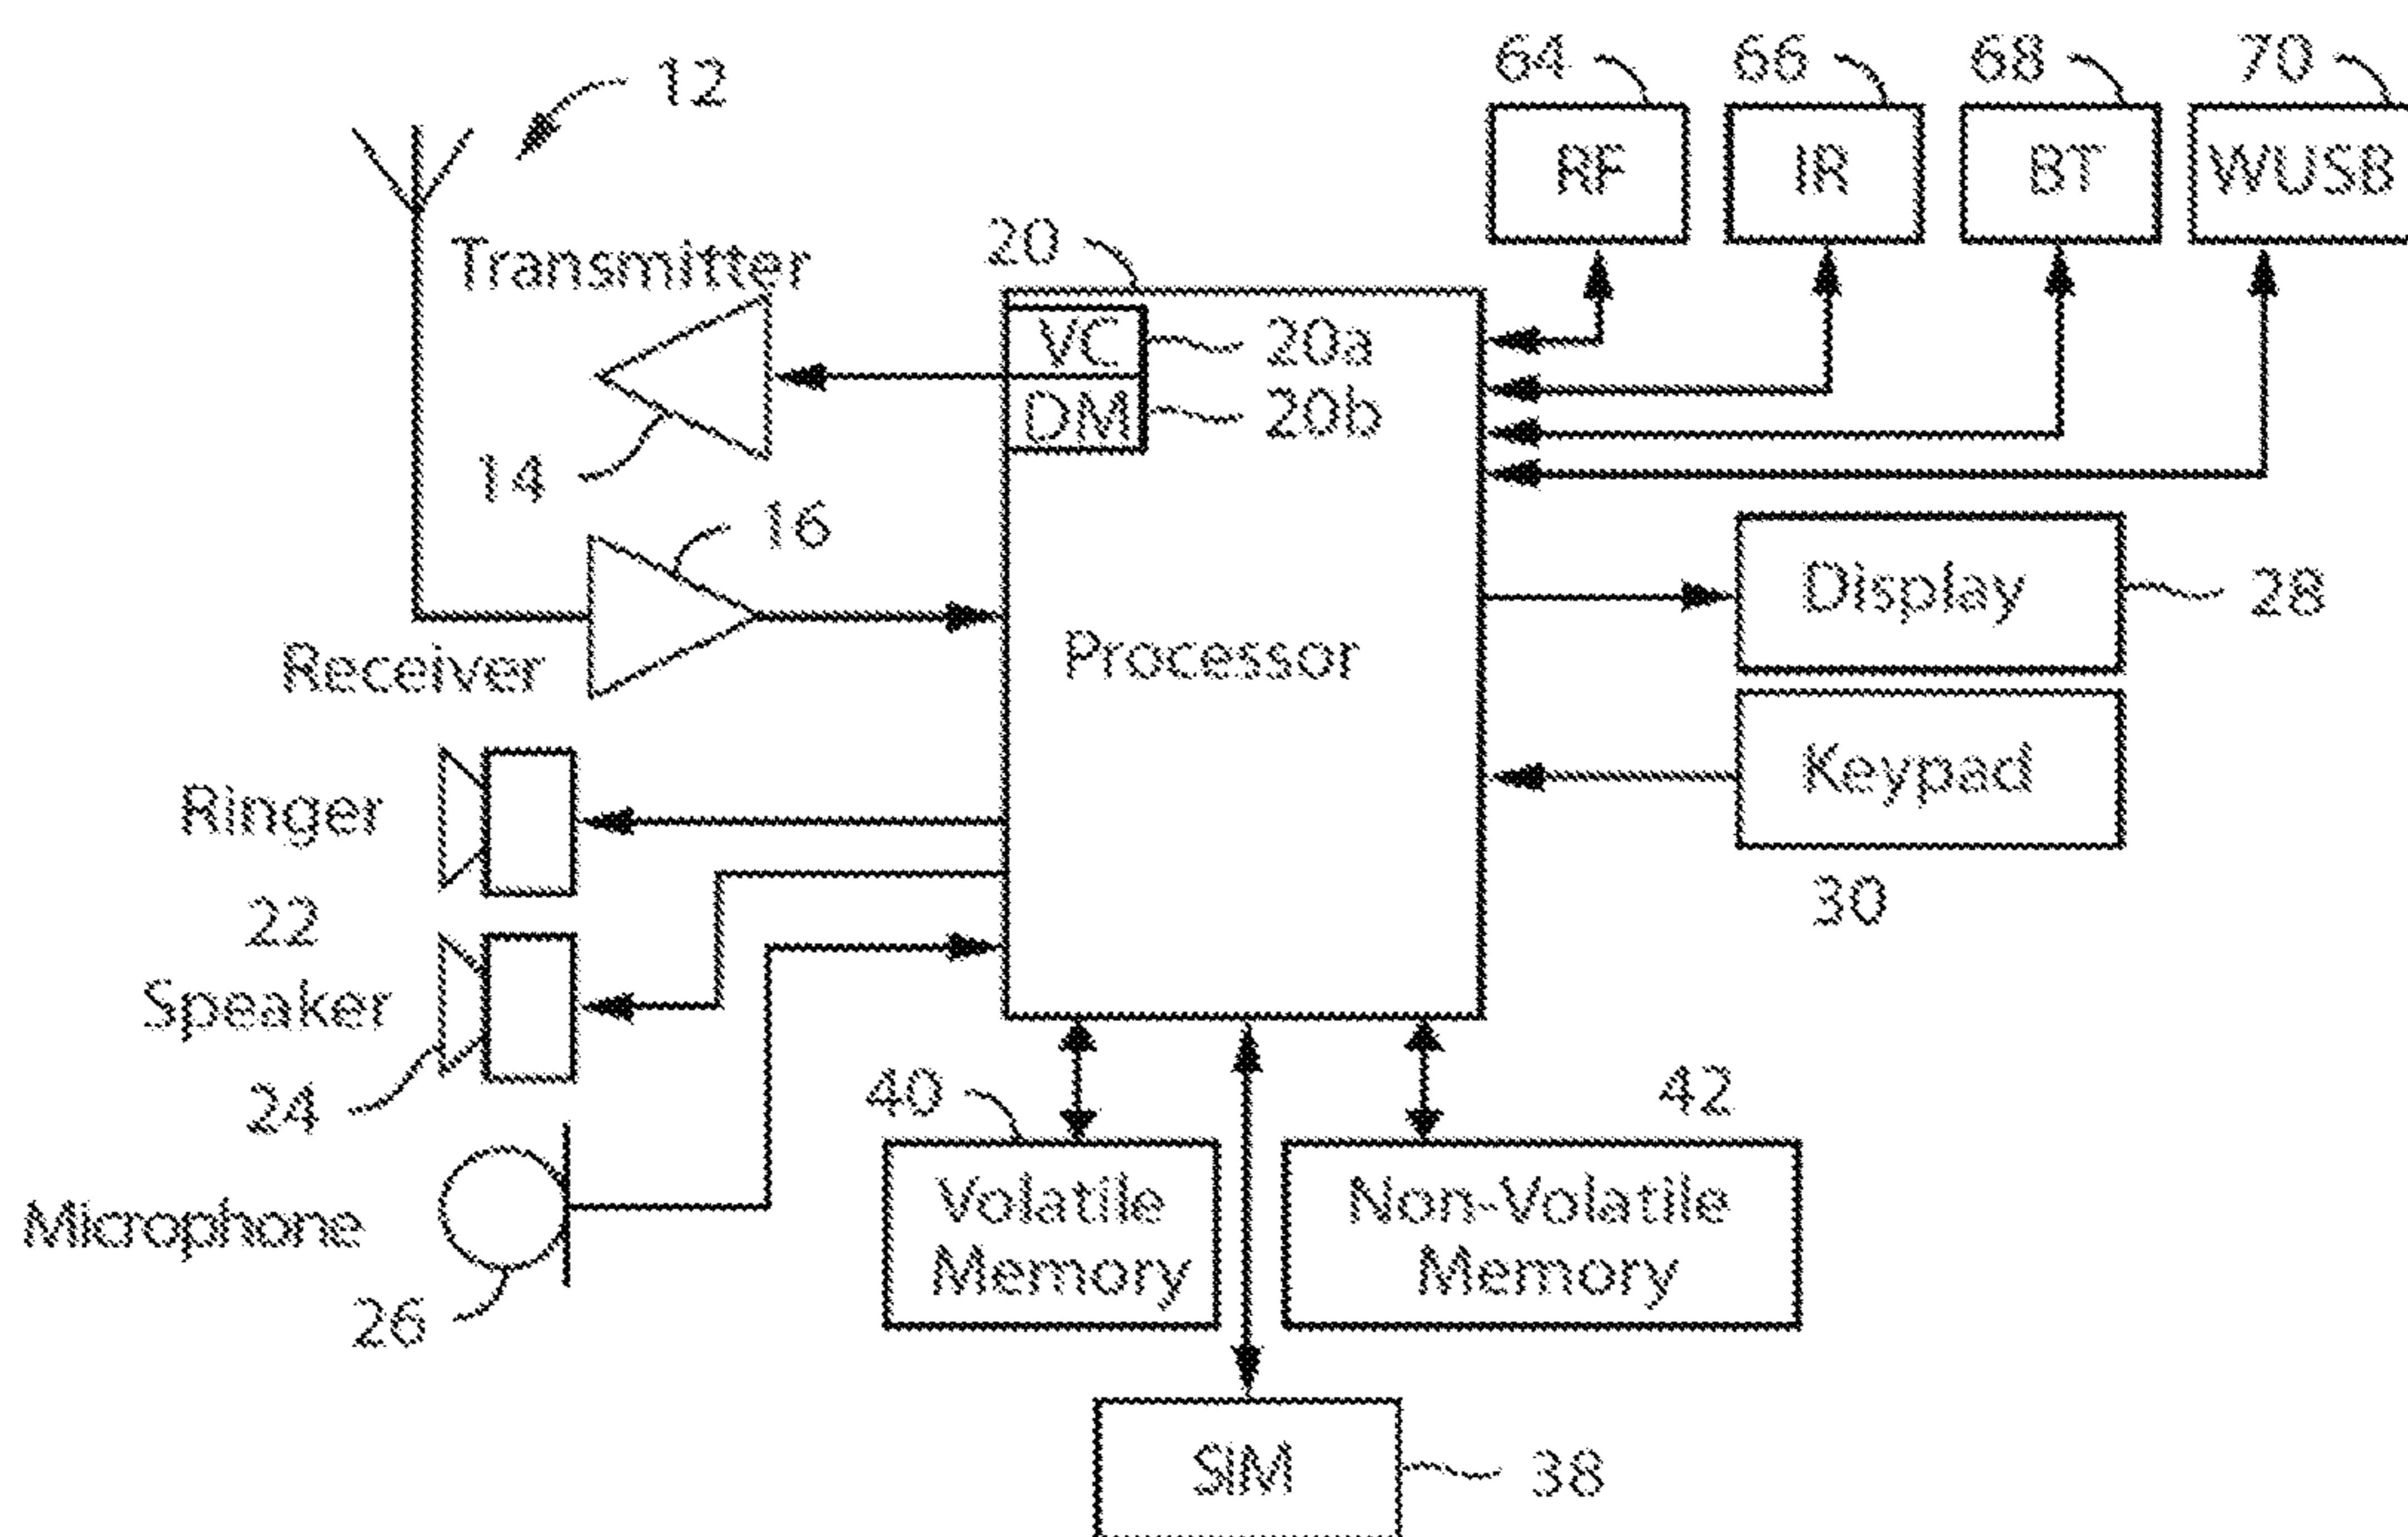 12
64
66
68
70
RF
IR
BT
WUSB
Transmitter
20
VC
20a
DM
20b
14
16
Receiver
Processor
Display
28
Keypad
30
Ringer
22
Speaker
24
Microphone
26
40
42
Volatile
Memory
Non-Volatile
Memory
SIM
38